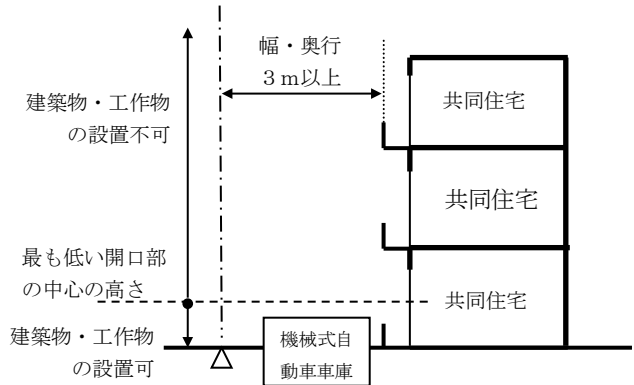 幅・奥行
３ｍ以上
建築物・工作物
の設置不可
共同住宅
共同住宅
最も低い開口部
の中心の高さ
共同住宅
建築物・工作物
の設置可
機械式自
動車車庫